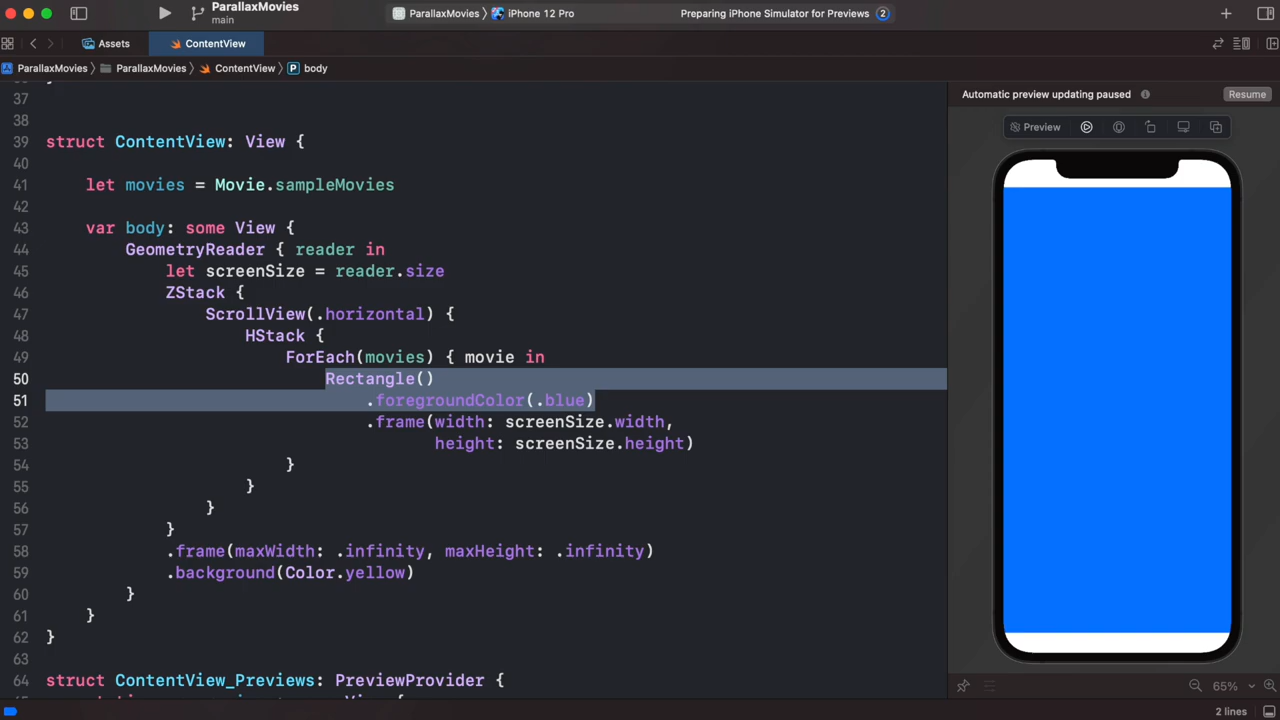 ParallaxMovies
main
ParallaxMovies
iPhone 12 Pro
Preparing iPhone Simulator for Previews 2
Assets
ContentView
ParallaxMovies
ParallaxMovies
ContentView
P body
Automatic preview updating paused
Resume
Preview
37
38
39 struct ContentView: View {
40
41 let movies = Movie.sampleMovies
42
43 var body: some View {
44 GeometryReader { reader in
45 let screenSize = reader.size
46 ZStack {
47 ScrollView(.horizontal) {
48 HStack {
49 ForEach(movies) { movie in
50 Rectangle()
51 .foregroundColor(.blue)
52 .frame(width: screenSize.width,
53 height: screenSize.height)
54 }
55 }
56 }
57 }
58 .frame(maxWidth: .infinity, maxHeight: .infinity)
59 .background(Color.yellow)
60 }
61 }
62 }
63
64 struct ContentView_Previews: PreviewProvider {
65%
2 lines